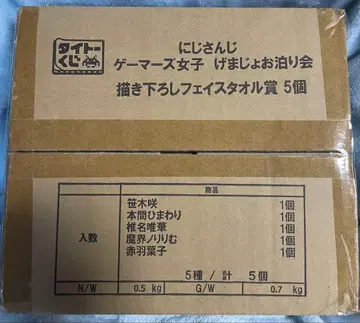 タイトーくじ
にじさんじ
ゲーマーズ女子 げまじょお泊り会
描き下ろしフェイスタオル賞 5個
商品
入数
笹木咲 1個
本間ひまわり 1個
椎名唯華 1個
魔界ノりりむ 1個
赤羽葉子 1個
5種 / 計 5個
N/W 0.5 kg G/W 0.7 kg